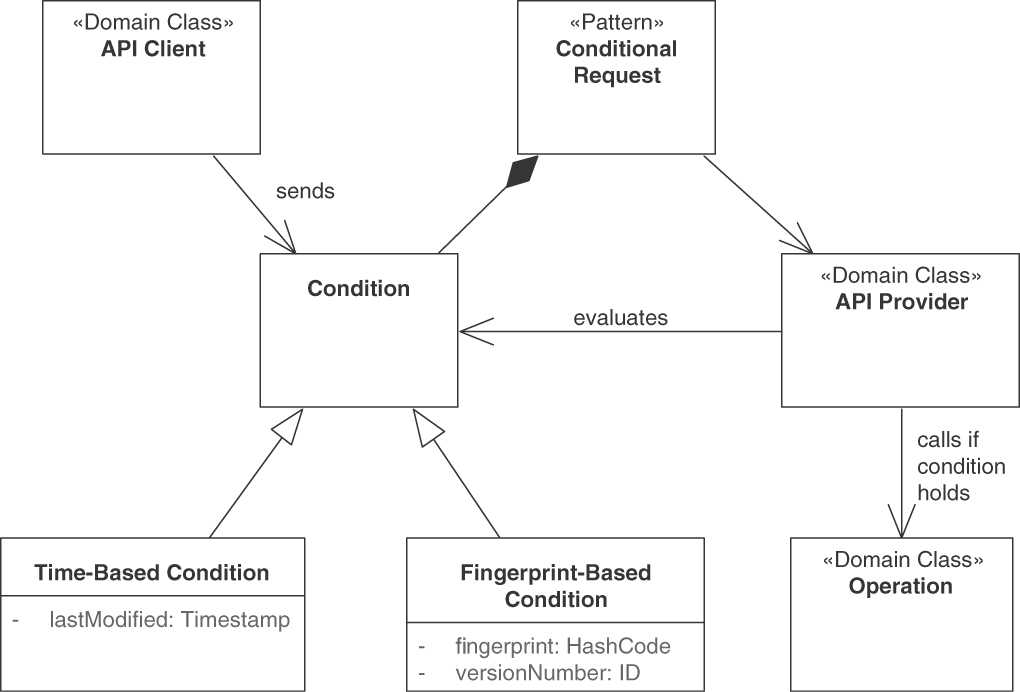 «Domain Class»
API Client
«Pattern»
Conditional
Request
sends
Condition
evaluates
«Domain Class»
API Provider
calls if
condition
holds
Time-Based Condition
- lastModified: Timestamp
Fingerprint-Based
Condition
- fingerprint: HashCode
- versionNumber: ID
«Domain Class»
Operation